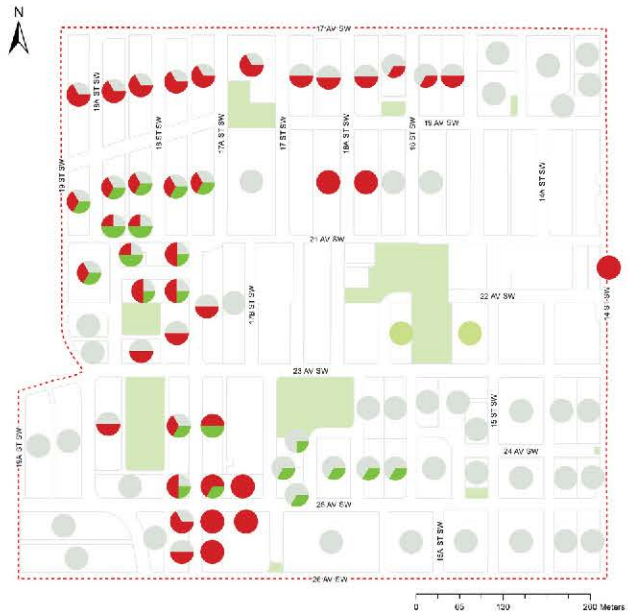 N
17 AV SW
18A ST SW
18 ST SW
17A ST SW
17 ST SW
16A ST SW
16 ST SW
19 AV SW
19 ST SW
14A ST SW
21 AV SW
22 AV SW
14 ST SW
17B ST SW
23 AV SW
19A ST SW
15 ST SW
24 AV SW
25 AV SW
15A ST SW
26 AV SW
0 65 130 260 Meters